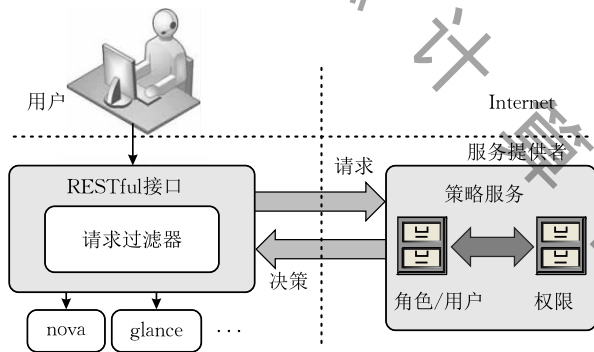 用户
Internet
服务提供者
RESTful接口
请求过滤器
请求
决策
策略服务
角色/用户
权限
nova
glance
...
计
算